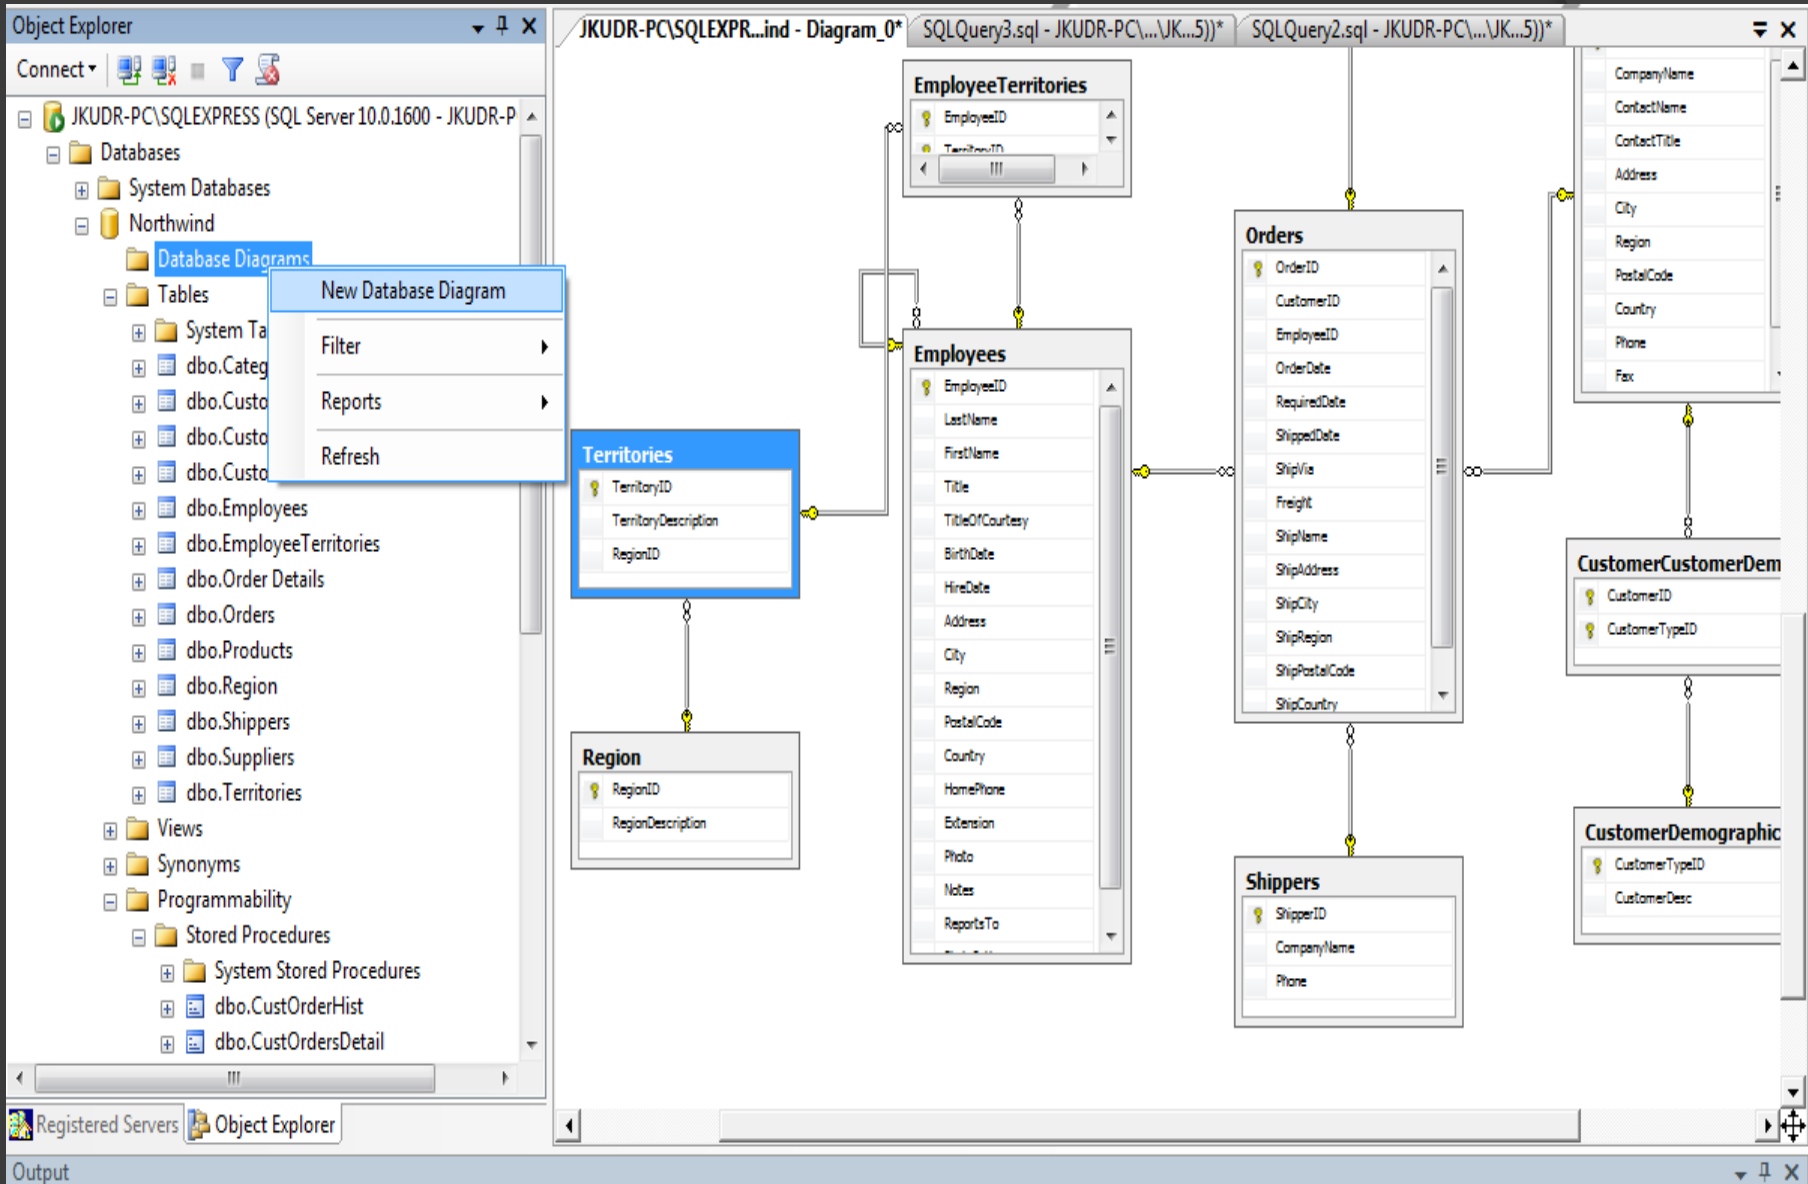 Object Explorer
Connect
JKUDR-PC\SQLEXPRESS (SQL Server 10.0.1600 - JKUDR-P
Databases
System Databases
Northwind
Database Diagrams
Tables
System Ta
dbo.Categ
dbo.Custo
dbo.Custo
dbo.Custo
dbo.Employees
dbo.EmployeeTerritories
dbo.Order Details
dbo.Orders
dbo.Products
dbo.Region
dbo.Shippers
dbo.Suppliers
dbo.Territories
Views
Synonyms
Programmability
Stored Procedures
System Stored Procedures
dbo.CustOrderHist
dbo.CustOrdersDetail
Registered Servers
Object Explorer
Output
New Database Diagram
Filter
Reports
Refresh
JKUDR-PC\SQLEXPR...ind - Diagram_0*
SQLQuery3.sql - JKUDR-PC\...\JK...5))*
SQLQuery2.sql - JKUDR-PC\...\JK...5))*
EmployeeTerritories
EmployeeID
TerritoryID
Territories
TerritoryID
TerritoryDescription
RegionID
Region
RegionID
RegionDescription
Employees
EmployeeID
LastName
FirstName
Title
TitleOfCourtesy
BirthDate
HireDate
Address
City
Region
PostalCode
Country
HomePhone
Extension
Photo
Notes
ReportsTo
Orders
OrderID
CustomerID
EmployeeID
OrderDate
RequiredDate
ShippedDate
ShipVia
Freight
ShipName
ShipAddress
ShipCity
ShipRegion
ShipPostalCode
ShipCountry
Shippers
ShipperID
CompanyName
Phone
CompanyName
ContactName
ContactTitle
Address
City
Region
PostalCode
Country
Phone
Fax
CustomerCustomerDem
CustomerID
CustomerTypeID
CustomerDemographic
CustomerTypeID
CustomerDesc